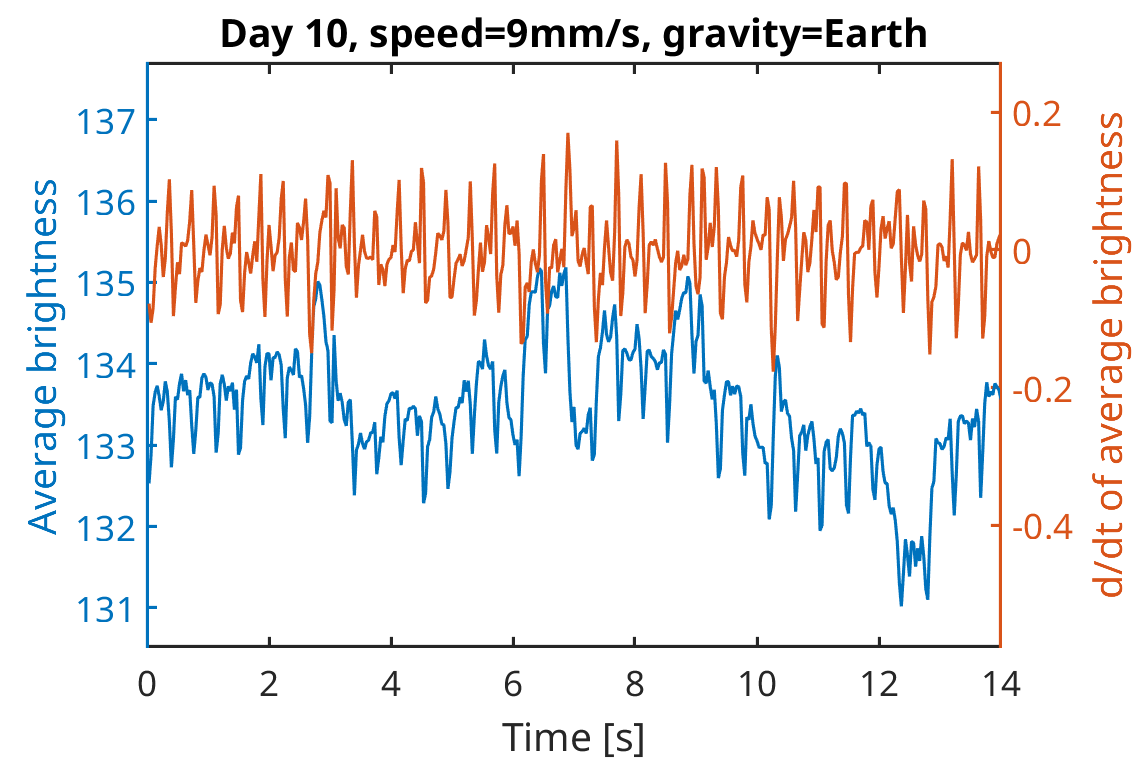 Day 10, speed=9mm/s, gravity=Earth
Average brightness
137
136
135
134
133
132
131
0.2
0
-0.2
-0.4
d/dt of average brightness
0 2 4 6 8 10 12 14
Time [s]